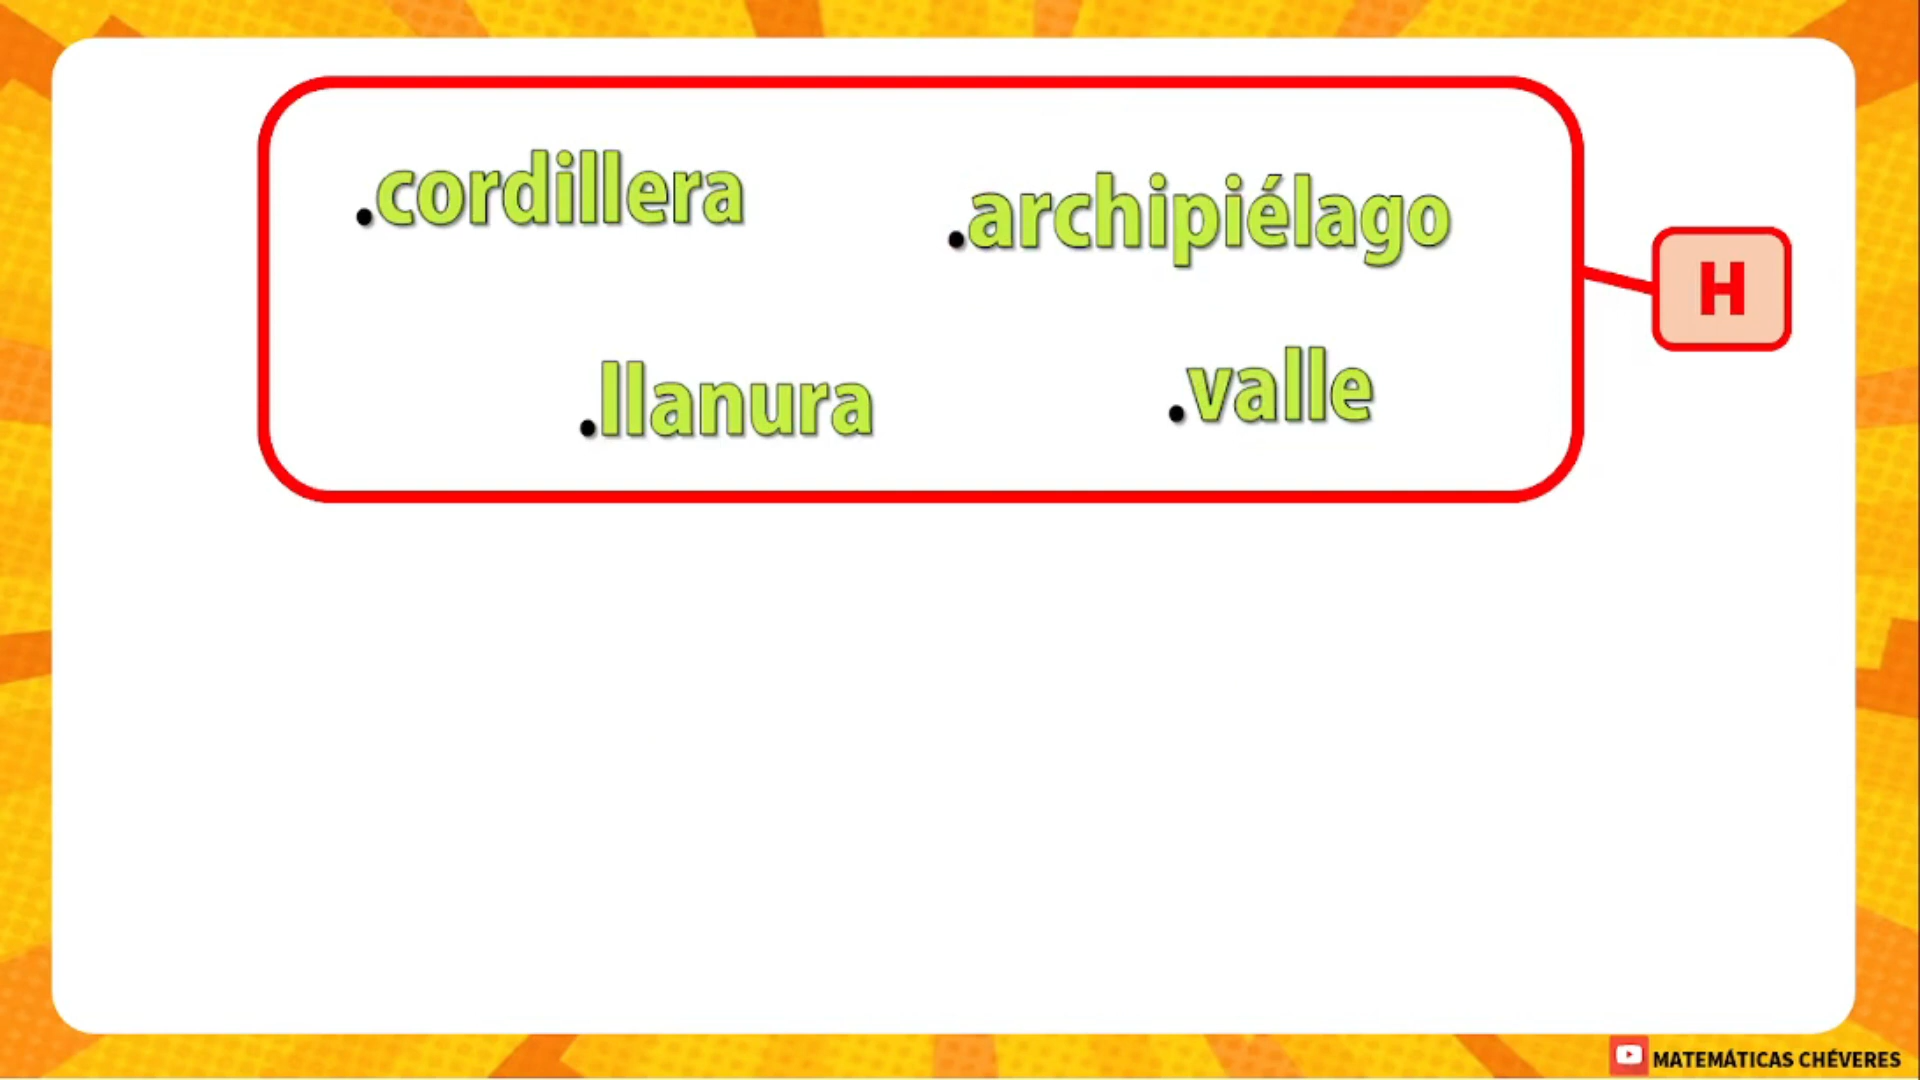 .cordillera
.archipiélago
H
.llanura
.valle
MATEMÁTICAS CHÉVERES